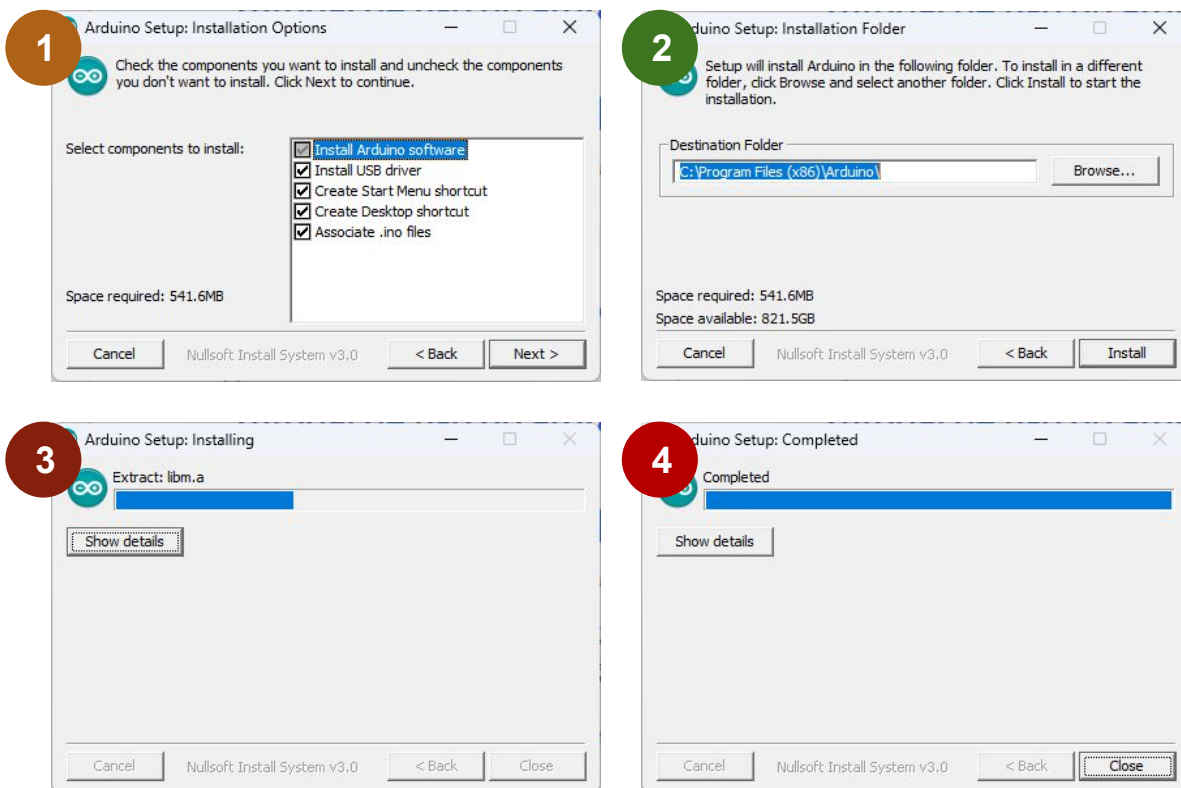 1
Arduino Setup: Installation Options
Check the components you want to install and uncheck the components
you don't want to install. Click Next to continue.
Select components to install:
Install Arduino software
Install USB driver
Create Start Menu shortcut
Create Desktop shortcut
Associate .ino files
Space required: 541.6MB
Cancel
Nullsoft Install System v3.0
< Back
Next >
2
duino Setup: Installation Folder
Setup will install Arduino in the following folder. To install in a different
folder, click Browse and select another folder. Click Install to start the
installation.
Destination Folder
C:\Program Files (x86)\Arduino\
Browse...
Space required: 541.6MB
Space available: 821.5GB
Cancel
Nullsoft Install System v3.0
< Back
Install
3
Arduino Setup: Installing
Extract: libm.a
Show details
Cancel
Nullsoft Install System v3.0
< Back
Close
4
duino Setup: Completed
Completed
Show details
Cancel
Nullsoft Install System v3.0
< Back
Close